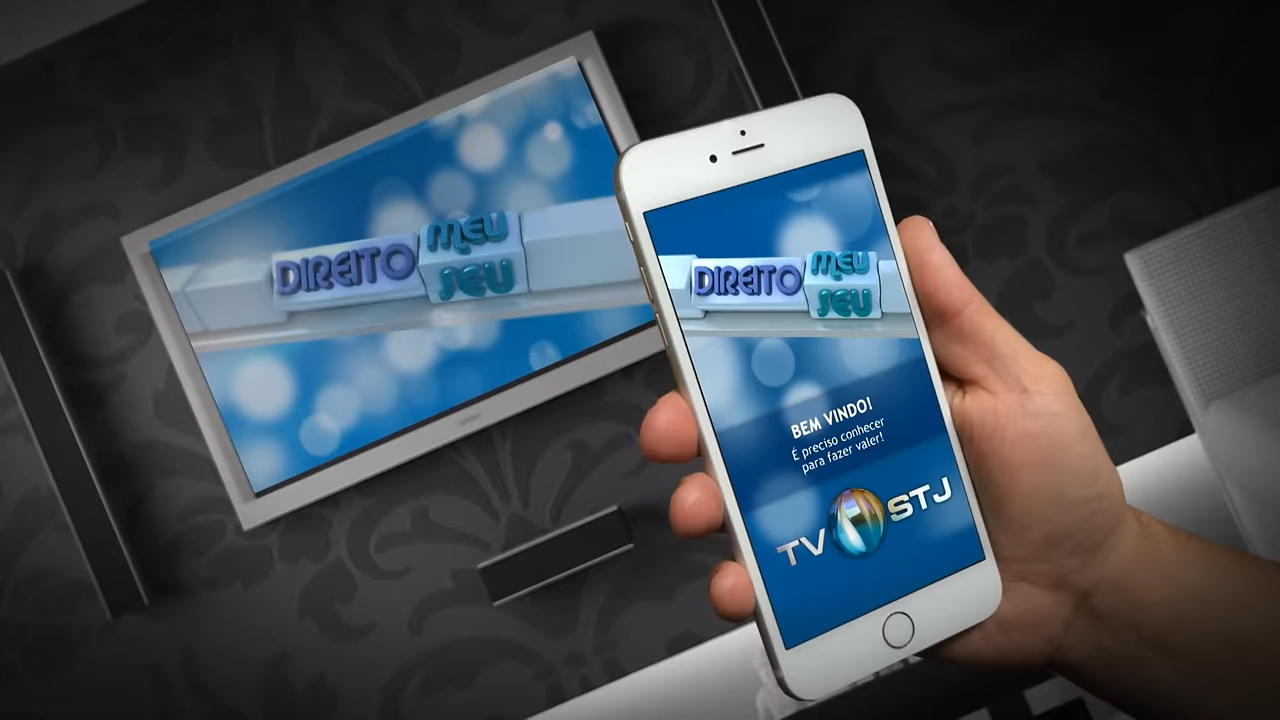 DIREITO MEU
SEU
DIREITO MEU
SEU
BEM VINDO!
É preciso conhecer
para fazer valer!
TV STJ